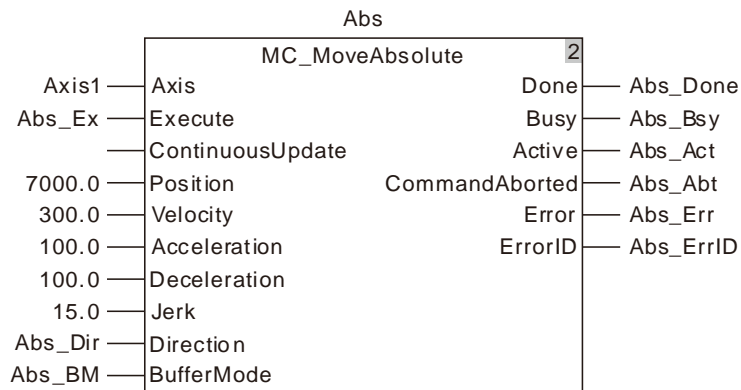 Abs
MC_MoveAbsolute 2
Axis1 Axis Done Abs_Done
Abs_Ex Execute Busy Abs_Bsy
ContinuousUpdate Active Abs_Act
7000.0 Position CommandAborted Abs_Abt
300.0 Velocity Error Abs_Err
100.0 Acceleration ErrorID Abs_ErrID
100.0 Deceleration
15.0 Jerk
Abs_Dir Direction
Abs_BM BufferMode